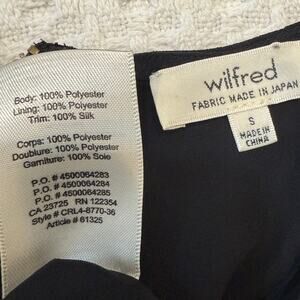 Body: 100% Polyester
Lining: 100% Polyester
Trim: 100% Silk
Corps: 100% Polyester
Doublure: 100% Polyester
Garniture: 100% Soie
P.O. # 4500064283
P.O. # 4500064284
P.O. # 4500064285
CA 23725 RN 122354
Style # CRL4-8770-36
Article # 61325
wilfred
FABRIC MADE IN JAPAN
S
MADE IN
CHINA